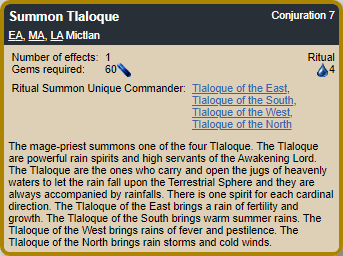 Summon Tlaloque Conjuration 7
EA, MA, LA Mictlan
Number of effects: 1 Ritual
Gems required: 60 4
Ritual Summon Unique Commander: Tlaloque of the East,
Tlaloque of the South,
Tlaloque of the West,
Tlaloque of the North
The mage-priest summons one of the four Tlaloque. The Tlaloque
are powerful rain spirits and high servants of the Awakening Lord.
The Tlaloque are the ones who carry and open the jugs of heavenly
waters to let the rain fall upon the Terrestrial Sphere and they are
always accompanied by rainfalls. There is one spirit for each cardinal
direction. The Tlaloque of the East brings a rain of fertility and
growth. The Tlaloque of the South brings warm summer rains. The
Tlaloque of the West brings rains of fever and pestilence. The
Tlaloque of the North brings rain storms and cold winds.